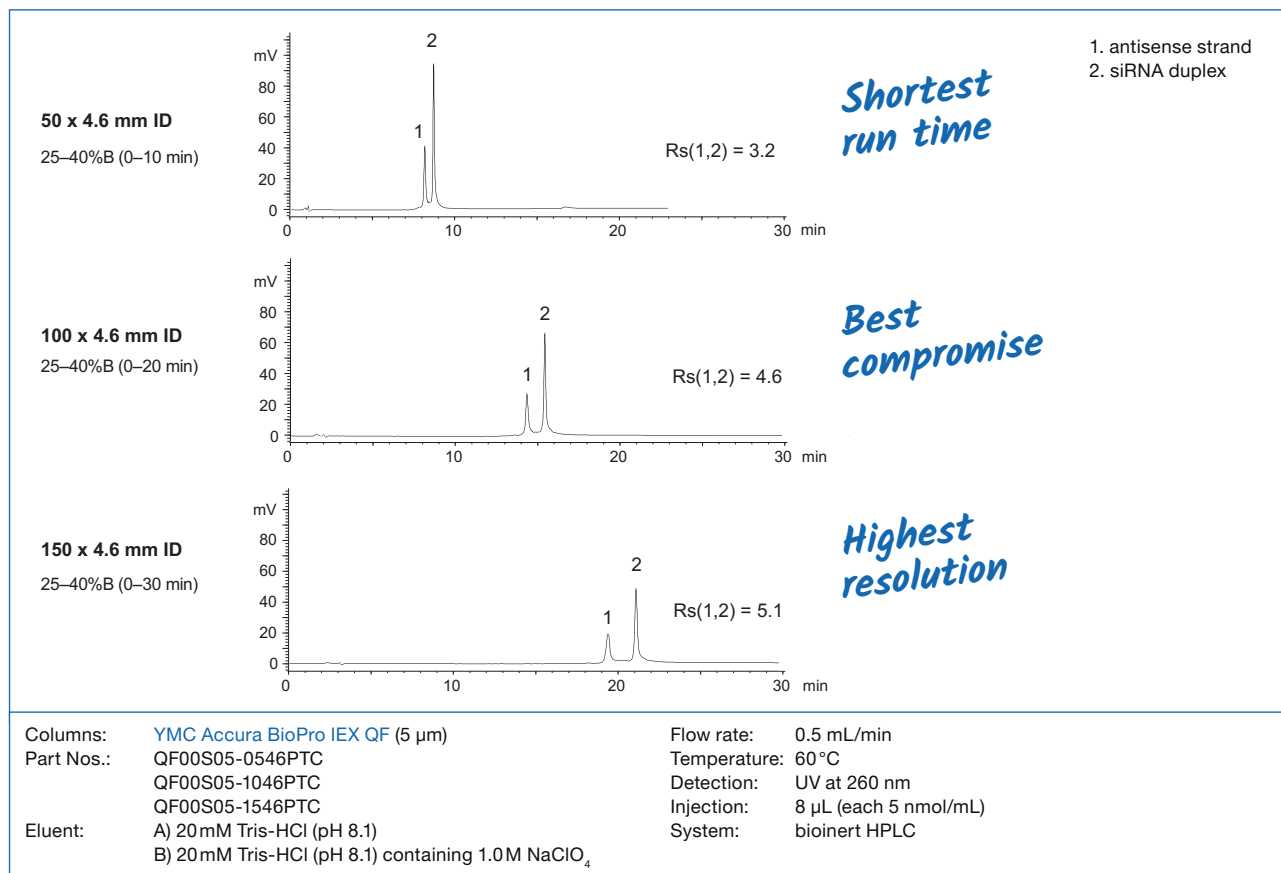 1. antisense strand
2. siRNA duplex
50 x 4.6 mm ID
25–40%B (0–10 min)
mV
80
60
40
20
0
1
2
Rs(1,2) = 3.2
0
10
20
30
min
Shortest
run time
100 x 4.6 mm ID
25–40%B (0–20 min)
mV
80
60
40
20
0
1
2
Rs(1,2) = 4.6
0
10
20
30
min
Best
compromise
150 x 4.6 mm ID
25–40%B (0–30 min)
mV
80
60
40
20
0
1
2
Rs(1,2) = 5.1
0
10
20
30
min
Highest
resolution
Columns: YMC Accura BioPro IEX QF (5 µm)
Part Nos.: QF00S05-0546PTC
QF00S05-1046PTC
QF00S05-1546PTC
Eluent: A) 20 mM Tris-HCl (pH 8.1)
B) 20 mM Tris-HCl (pH 8.1) containing 1.0 M NaClO₄
Flow rate: 0.5 mL/min
Temperature: 60 °C
Detection: UV at 260 nm
Injection: 8 µL (each 5 nmol/mL)
System: bioinert HPLC